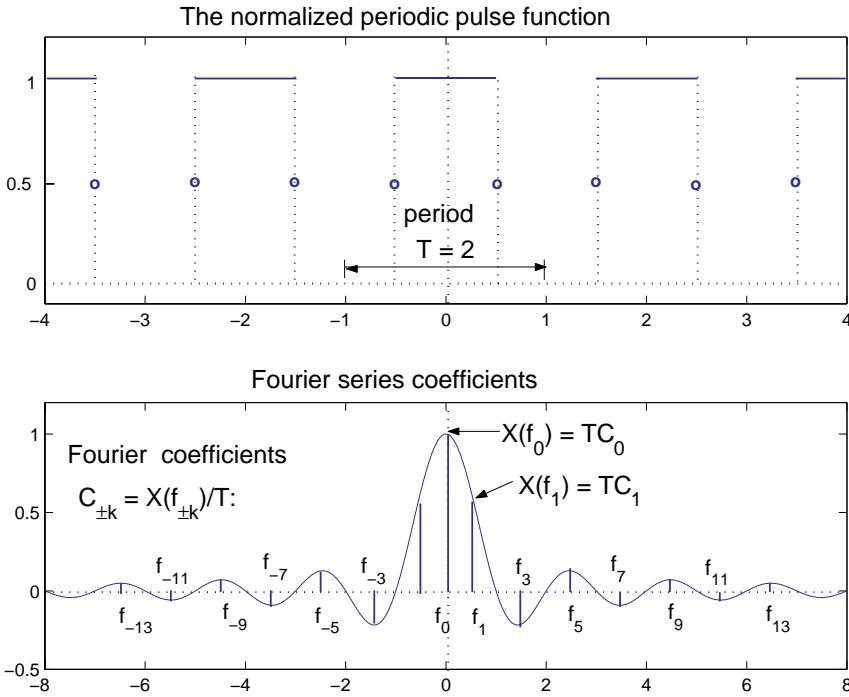 The normalized periodic pulse function
1
0.5
0
period
T = 2
−4 −3 −2 −1 0 1 2 3 4
Fourier series coefficients
1
0.5
0
−0.5
X(f₀) = TC₀
Fourier coefficients
X(f₁) = TC₁
C±k = X(f±k)/T:
f₋₁₁ f₋₇ f₋₃ f₃ f₇ f₁₁
f₋₁₃ f₋₉ f₋₅ f₀ f₁ f₅ f₉ f₁₃
−8 −6 −4 −2 0 2 4 6 8